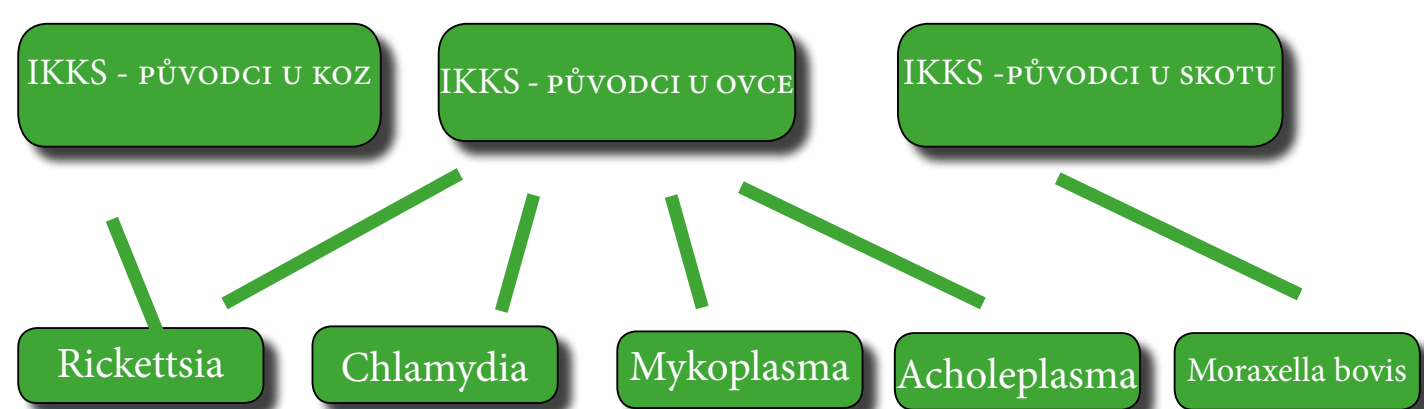 IKKS - PŮVODCI U KOZ
IKKS - PŮVODCI U OVCE
IKKS -PŮVODCI U SKOTU
Rickettsia
Chlamydia
Mykoplasma
Acholeplasma
Moraxella bovis